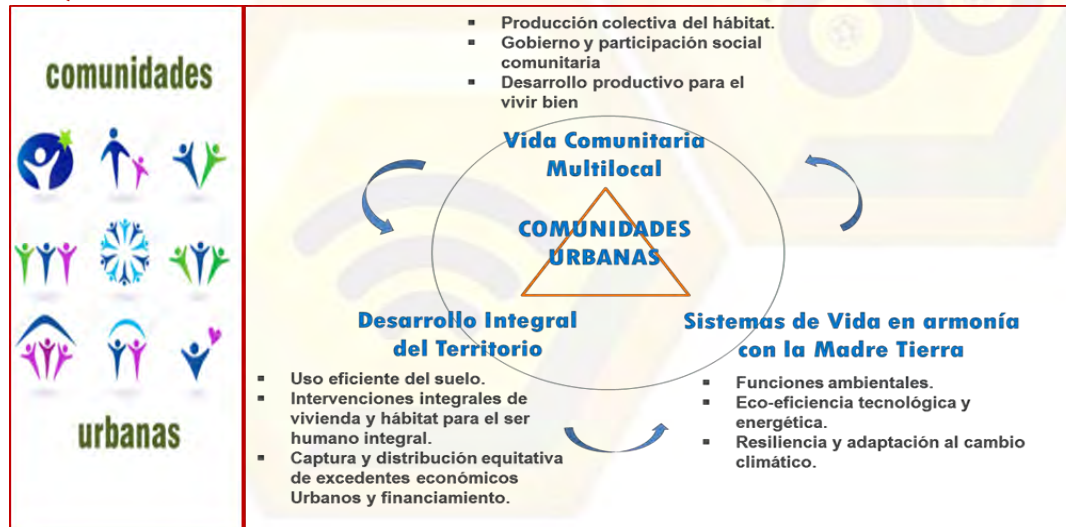 comunidades
urbanas
▪ Producción colectiva del hábitat.
▪ Gobierno y participación social
comunitaria
▪ Desarrollo productivo para el
vivir bien
Vida Comunitaria
Multilocal
COMUNIDADES
URBANAS
Desarrollo Integral
del Territorio
▪ Uso eficiente del suelo.
▪ Intervenciones integrales de
vivienda y hábitat para el ser
humano integral.
▪ Captura y distribución equitativa
de excedentes económicos
Urbanos y financiamiento.
Sistemas de Vida en armonía
con la Madre Tierra
▪ Funciones ambientales.
▪ Eco-eficiencia tecnológica y
energética.
▪ Resiliencia y adaptación al cambio
climático.